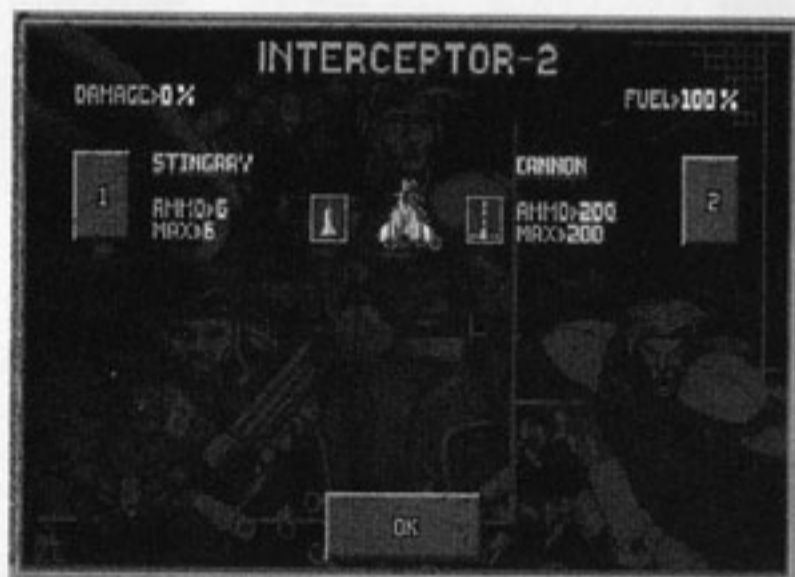 INTERCEPTOR-2
DAMAGE>0%
FUEL>100%
1
STINGRAY
AMMO>6
MAX>6
CANNON
AMMO>200
MAX>200
2
OK